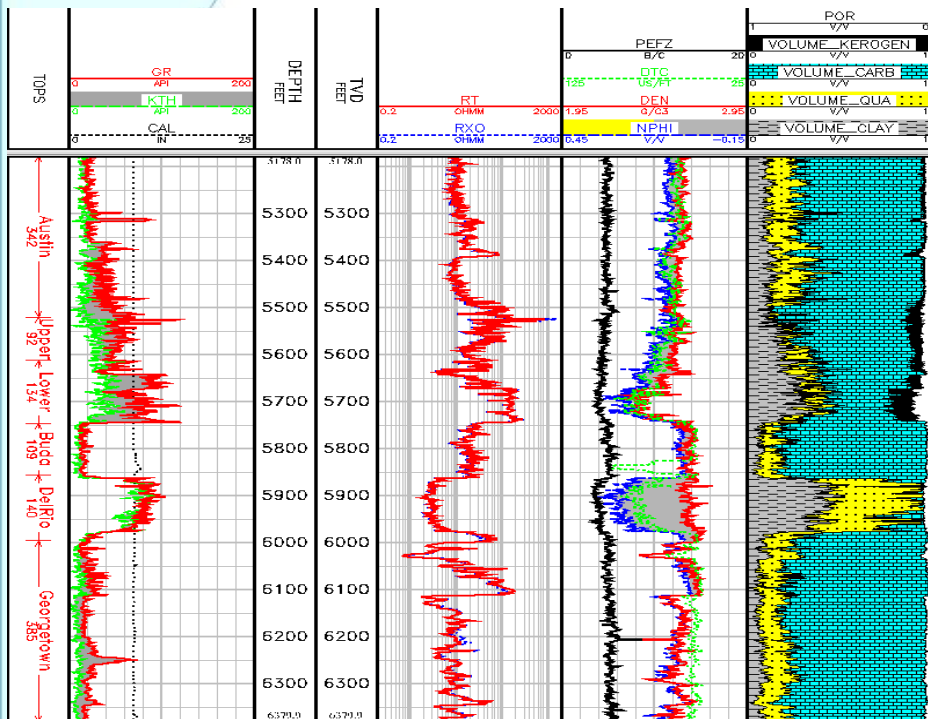 TOPS
GR
0 API 200
KTH
0 API 200
CAL
0 IN 25
DEPTH
FEET
TVD
FEET
RT
0.2 OHMM 2000
RXO
0.2 OHMM 2000
PEFZ
0 B/C 20
DTC
125 US/FT 25
DEN
1.95 G/C3 2.95
NPHI
0.45 V/V -0.15
POR
1 V/V 0
VOLUME_KEROGEN
0 V/V 1
VOLUME_CARB
0 V/V 1
VOLUME_QUA
0 V/V 1
VOLUME_CLAY
0 V/V 1
5178.0 5178.0
5300 5300
5400 5400
5500 5500
5600 5600
5700 5700
5800 5800
5900 5900
6000 6000
6100 6100
6200 6200
6300 6300
6379.9 6379.9
Austin
342
Upper
92
Lower
134
Buda
109
DelRio
140
Georgetown
385